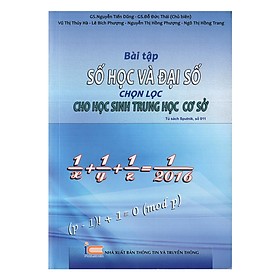 GS.Nguyễn Tiến Dũng - GS.Đỗ Đức Thái (Chủ biên)
Võ Thị Thúy Hà - Lê Bích Phượng - Nguyễn Thị Hồng Phượng - Ngô Thị Hồng Trang
Bài tập
SỐ HỌC VÀ ĐẠI SỐ
CHỌN LỌC
CHO HỌC SINH TRUNG HỌC CƠ SỞ
Tủ sách Sputnik, số 011
1/x + 1/y + 1/z = 1/2016
(p - 1)! + 1 ≡ 0 (mod p)
NHÀ XUẤT BẢN THÔNG TIN VÀ TRUYỀN THÔNG